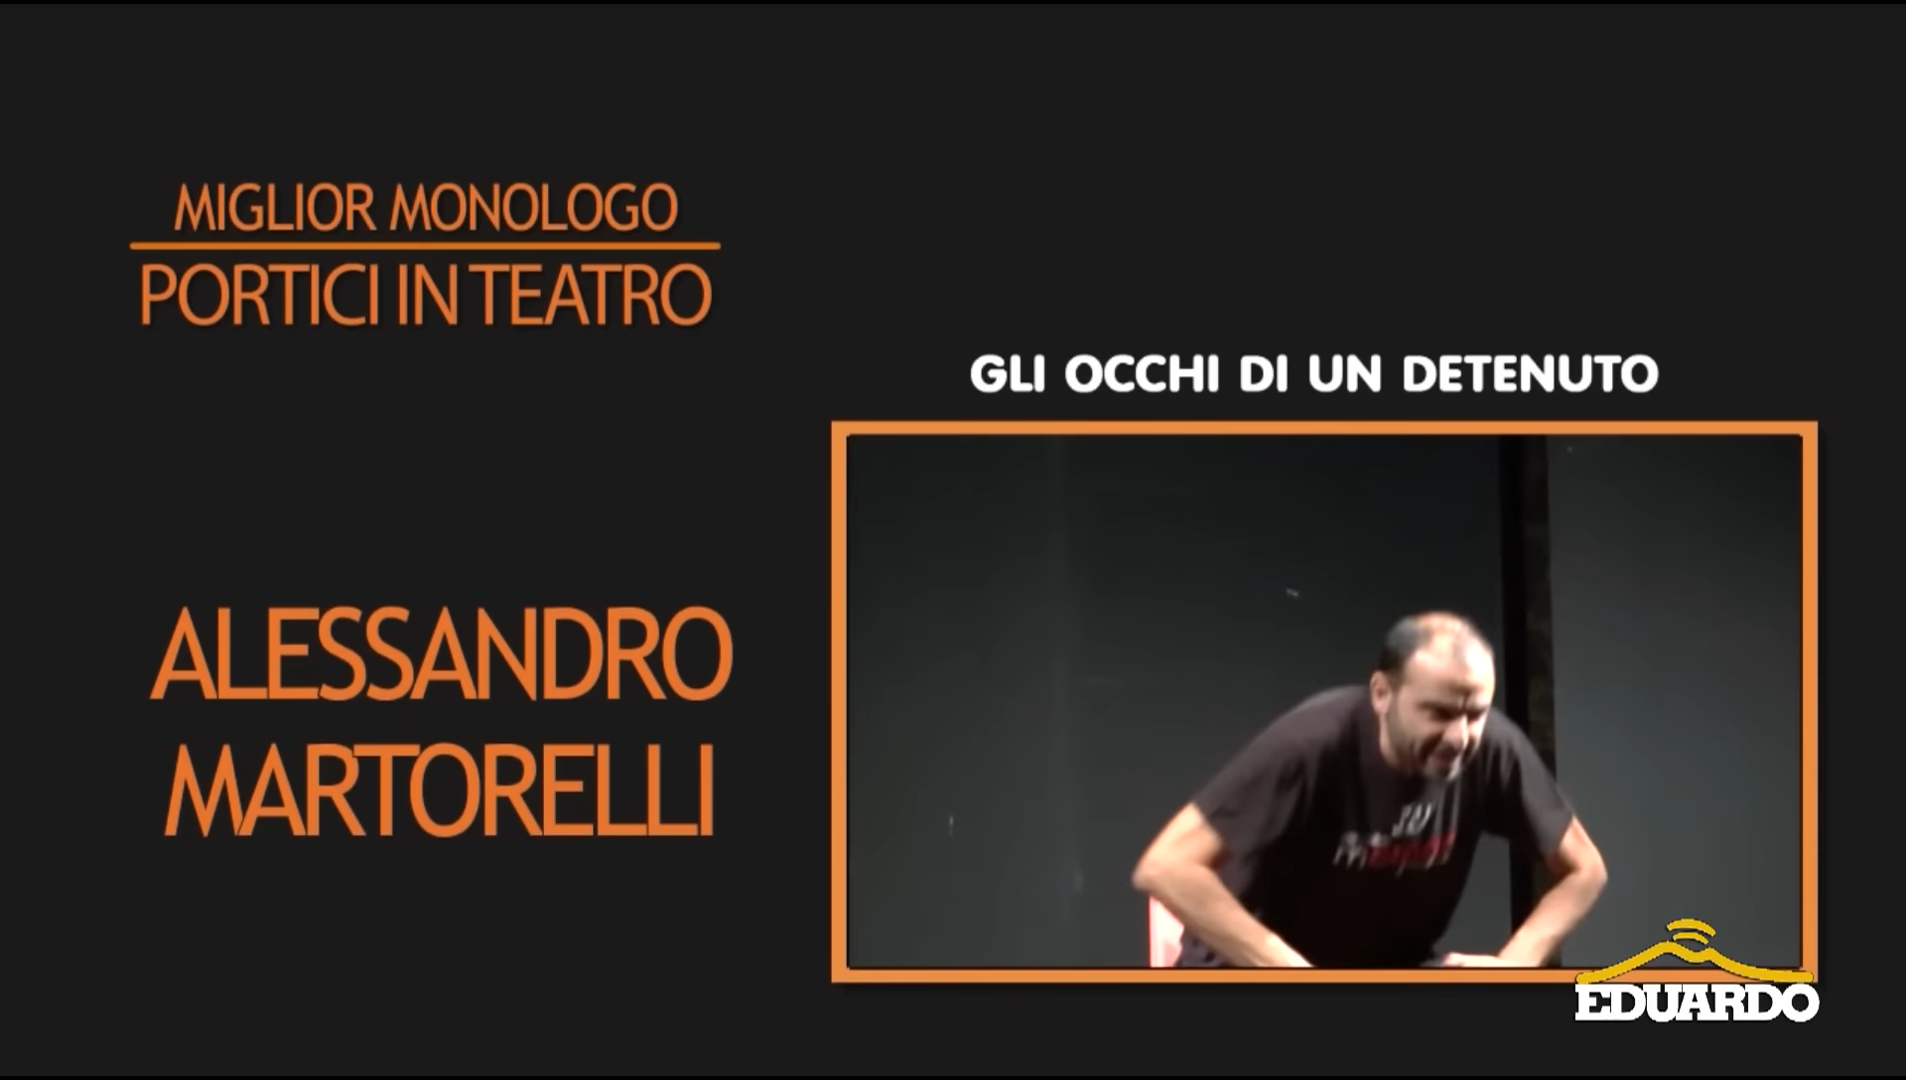 MIGLIOR MONOLOGO
PORTICI IN TEATRO
GLI OCCHI DI UN DETENUTO
ALESSANDRO
MARTORELLI
EDUARDO